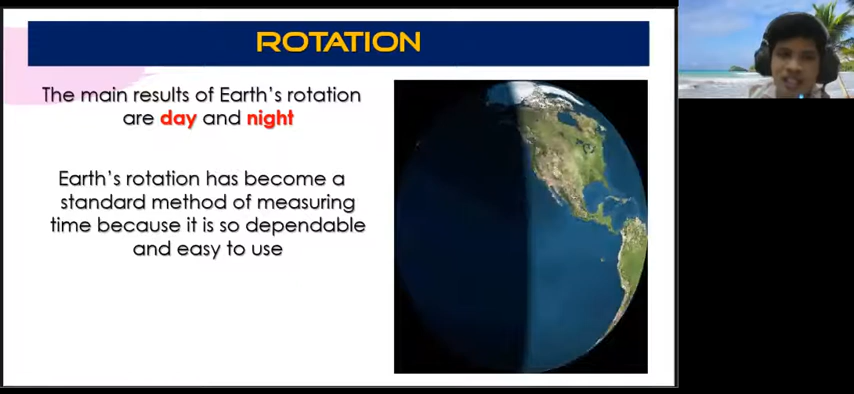 ROTATION
The main results of Earth's rotation
are day and night
Earth's rotation has become a
standard method of measuring
time because it is so dependable
and easy to use